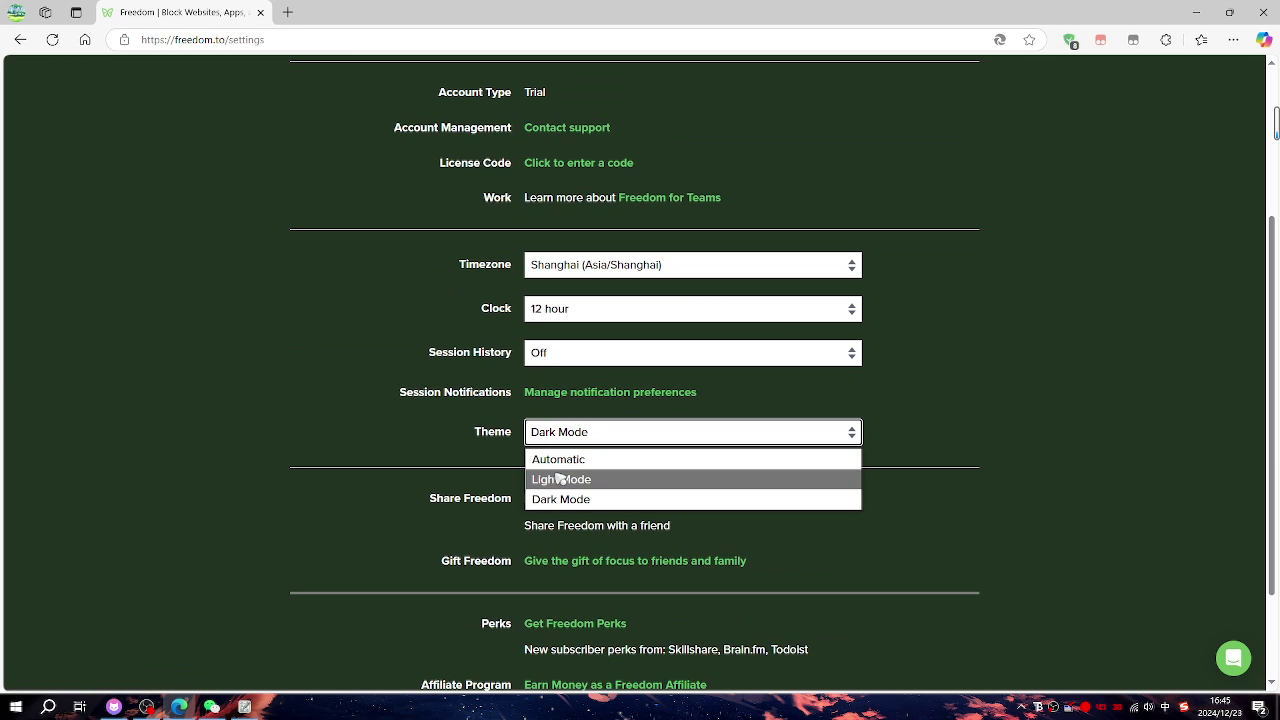 Freedom | Block Websites, Apps,
https://freedom.to/settings
8
Account Type Trial
Account Management Contact support
License Code Click to enter a code
Work Learn more about Freedom for Teams
Timezone Shanghai (Asia/Shanghai)
Clock 12 hour
Session History Off
Session Notifications Manage notification preferences
Theme Dark Mode
Automatic
Light Mode
Dark Mode
Share Freedom
Share Freedom with a friend
Gift Freedom Give the gift of focus to friends and family
Perks Get Freedom Perks
New subscriber perks from: Skillshare, Brain.fm, Todoist
Affiliate Program Earn Money as a Freedom Affiliate
中
14:01
2024/12/23